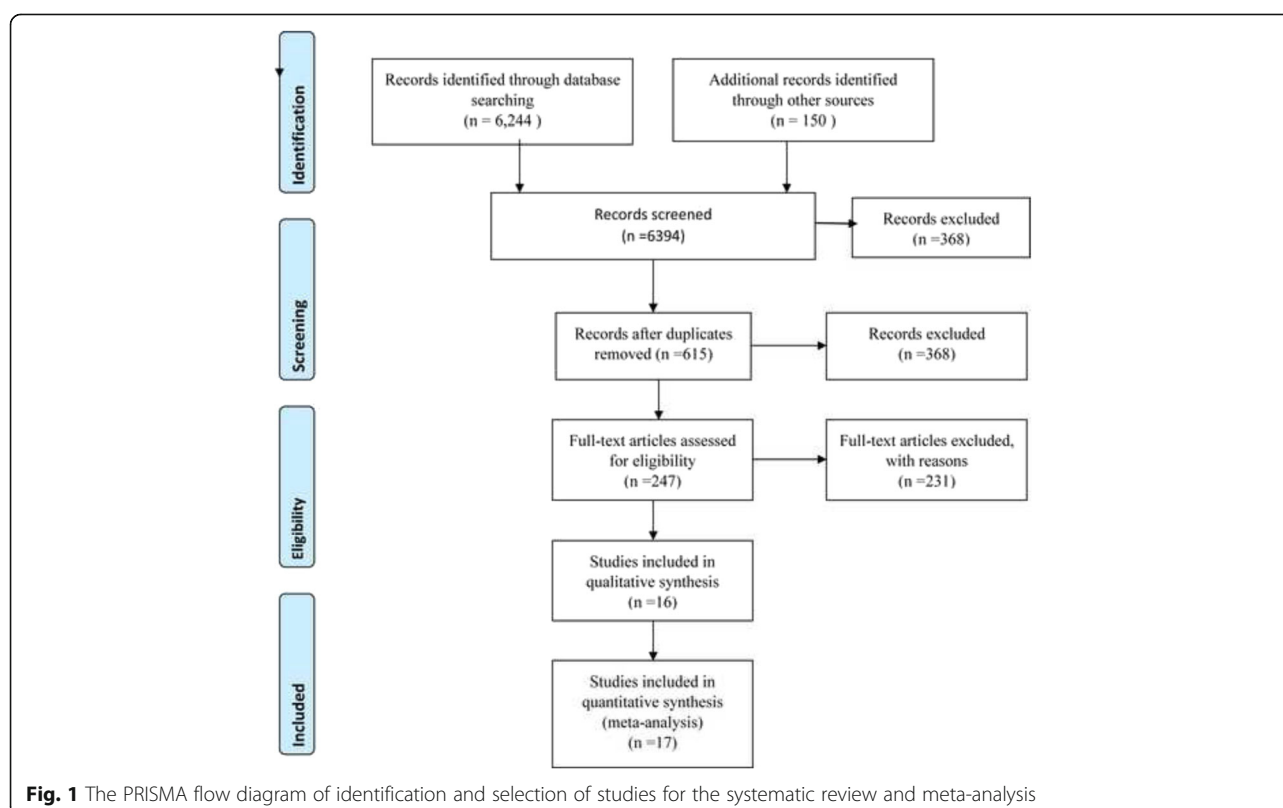 Identification
Records identified through database
searching
(n = 6,244 )
Additional records identified
through other sources
(n = 150 )
Records screened
(n =6394)
Records excluded
(n =368)
Screening
Records after duplicates
removed (n =615)
Records excluded
(n =368)
Eligibility
Full-text articles assessed
for eligibility
(n =247)
Full-text articles excluded,
with reasons
(n =231)
Studies included in
qualitative synthesis
(n =16)
Included
Studies included in
quantitative synthesis
(meta-analysis)
(n =17)
Fig. 1 The PRISMA flow diagram of identification and selection of studies for the systematic review and meta-analysis